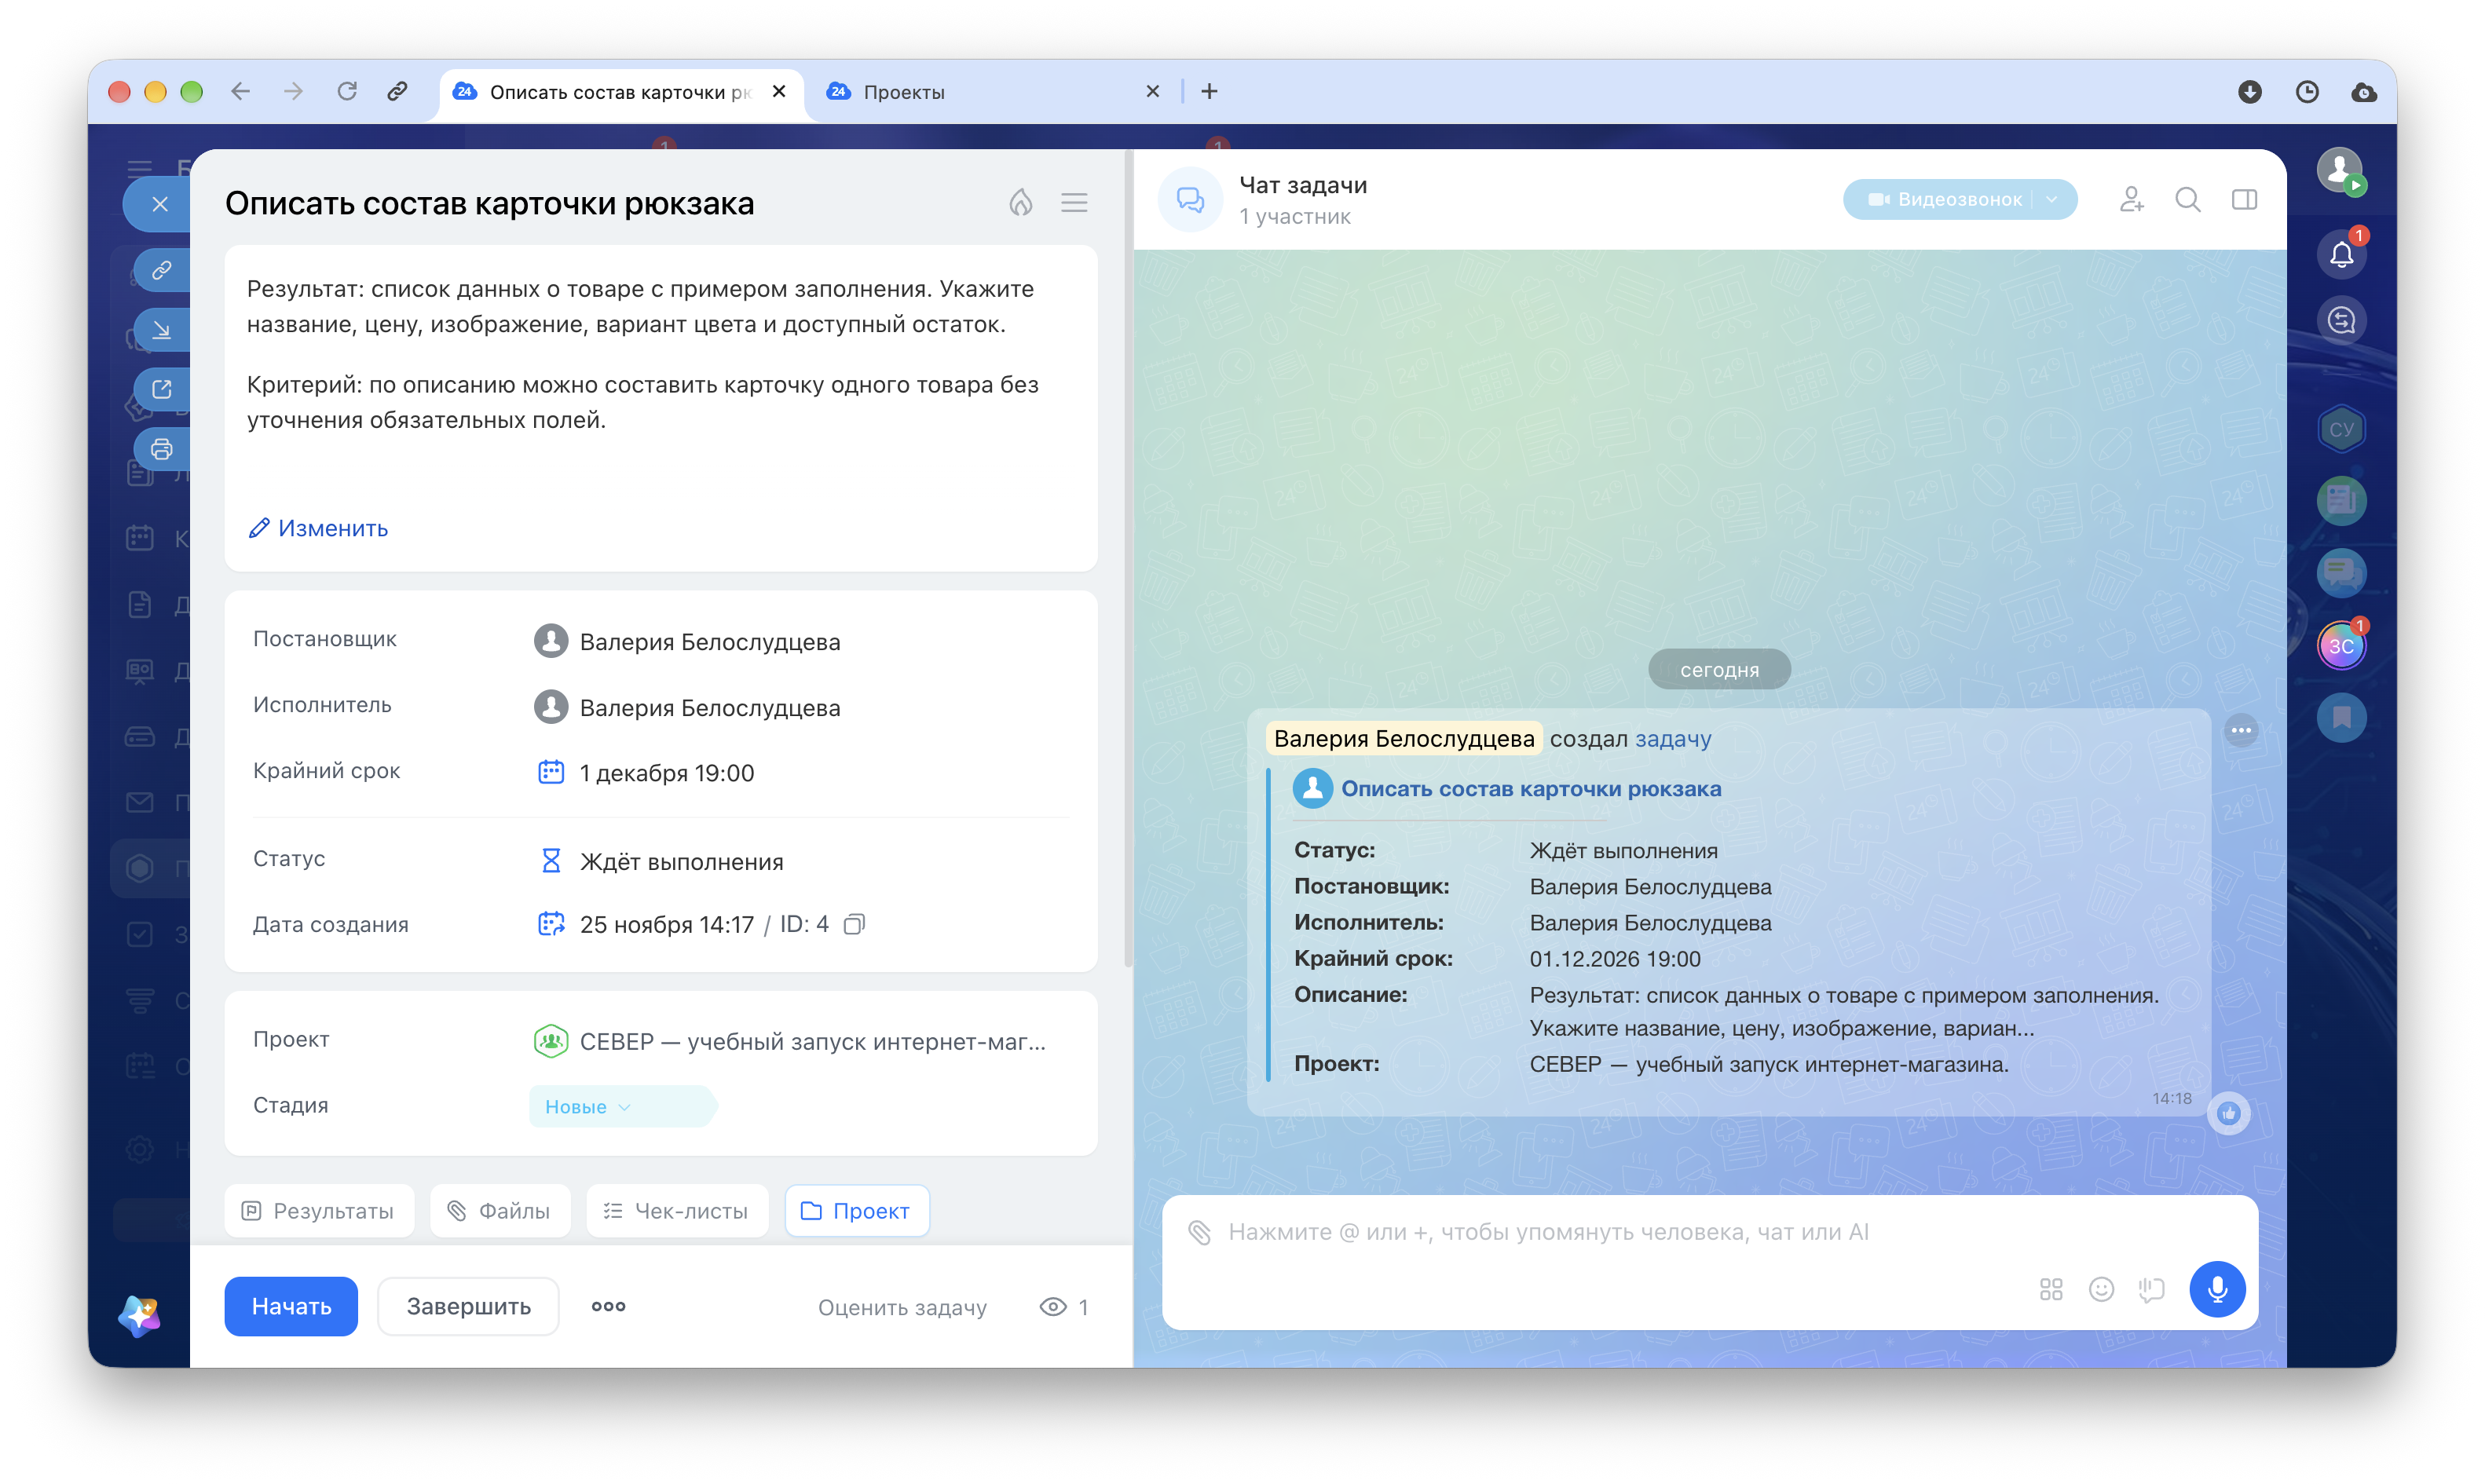 24 Описать состав карточки рю
24 Проекты
Описать состав карточки рюкзака
Результат: список данных о товаре с примером заполнения. Укажите
название, цену, изображение, вариант цвета и доступный остаток.
Критерий: по описанию можно составить карточку одного товара без
уточнения обязательных полей.
Изменить
Постановщик
Валерия Белослудцева
Исполнитель
Валерия Белослудцева
Крайний срок
1 декабря 19:00
Статус
Ждёт выполнения
Дата создания
25 ноября 14:17 / ID: 4
Проект
СЕВЕР — учебный запуск интернет-маг...
Стадия
Новые
Результаты
Файлы
Чек-листы
Проект
Начать
Завершить
Оценить задачу
1
Чат задачи
1 участник
Видеозвонок
сегодня
Валерия Белослудцева создал задачу
Описать состав карточки рюкзака
Статус: Ждёт выполнения
Постановщик: Валерия Белослудцева
Исполнитель: Валерия Белослудцева
Крайний срок: 01.12.2026 19:00
Описание: Результат: список данных о товаре с примером заполнения.
Укажите название, цену, изображение, вариан...
Проект: СЕВЕР — учебный запуск интернет-магазина.
14:18
Нажмите @ или +, чтобы упомянуть человека, чат или AI
1
СУ
1
ЗС